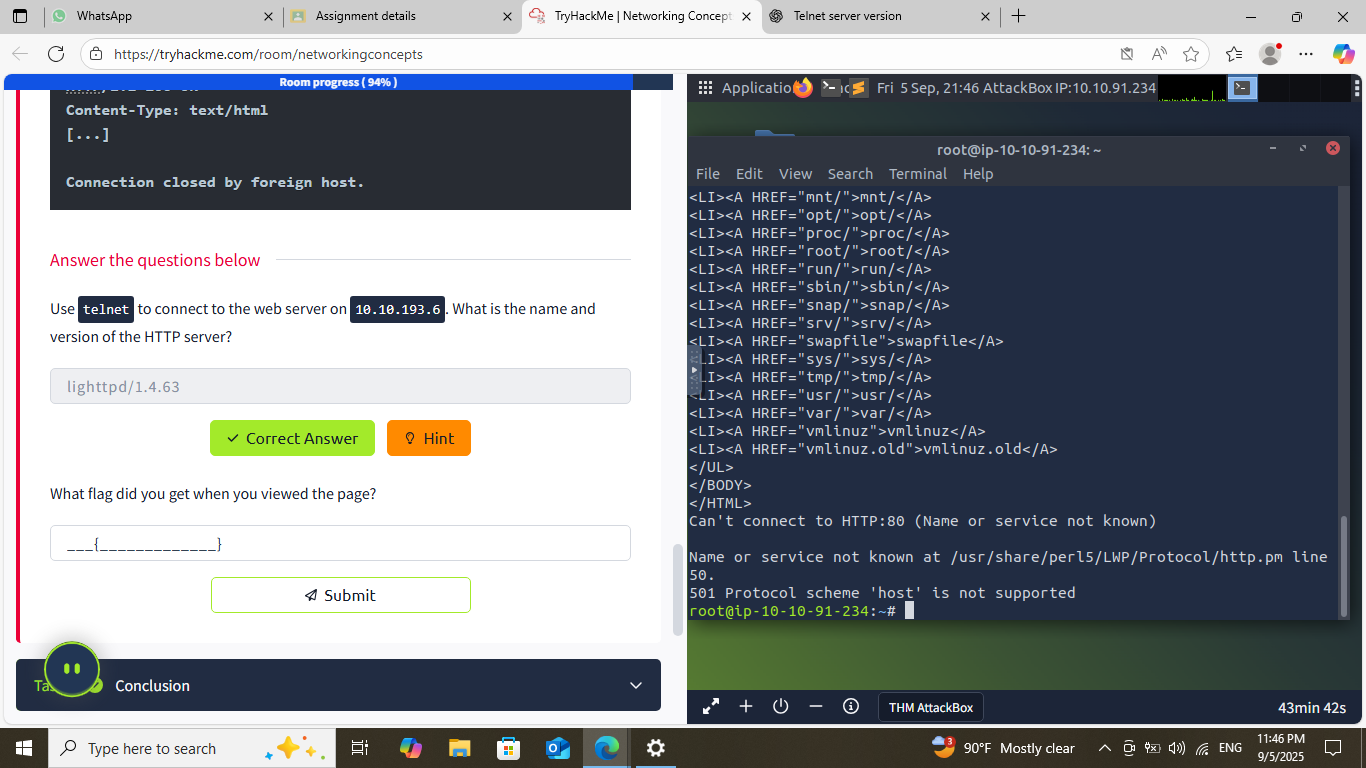 WhatsApp
Assignment details
TryHackMe | Networking Concept
Telnet server version
https://tryhackme.com/room/networkingconcepts
Room progress ( 94% )
Content-Type: text/html
[...]
Connection closed by foreign host.
Answer the questions below
Use telnet to connect to the web server on 10.10.193.6. What is the name and
version of the HTTP server?
lighttpd/1.4.63
Correct Answer
Hint
What flag did you get when you viewed the page?
___{_____________}
Submit
Conclusion
Fri 5 Sep, 21:46 AttackBox IP:10.10.91.234
root@ip-10-10-91-234: ~
File Edit View Search Terminal Help
<LI><A HREF="mnt/">mnt/</A>
<LI><A HREF="opt/">opt/</A>
<LI><A HREF="proc/">proc/</A>
<LI><A HREF="root/">root/</A>
<LI><A HREF="run/">run/</A>
<LI><A HREF="sbin/">sbin/</A>
<LI><A HREF="snap/">snap/</A>
<LI><A HREF="srv/">srv/</A>
<LI><A HREF="swapfile">swapfile</A>
<LI><A HREF="sys/">sys/</A>
<LI><A HREF="tmp/">tmp/</A>
<LI><A HREF="usr/">usr/</A>
<LI><A HREF="var/">var/</A>
<LI><A HREF="vmlinuz">vmlinuz</A>
<LI><A HREF="vmlinuz.old">vmlinuz.old</A>
</UL>
</BODY>
</HTML>
Can't connect to HTTP:80 (Name or service not known)
Name or service not known at /usr/share/perl5/LWP/Protocol/http.pm line
50.
501 Protocol scheme 'host' is not supported
root@ip-10-10-91-234:~#
THM AttackBox
43min 42s
Type here to search
3
90°F Mostly clear
ENG
11:46 PM
9/5/2025